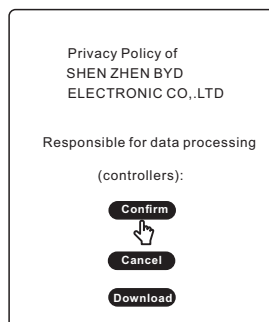 Privacy Policy of
SHEN ZHEN BYD
ELECTRONIC CO,.LTD
Responsible for data processing
(controllers):
Confirm
Cancel
Download